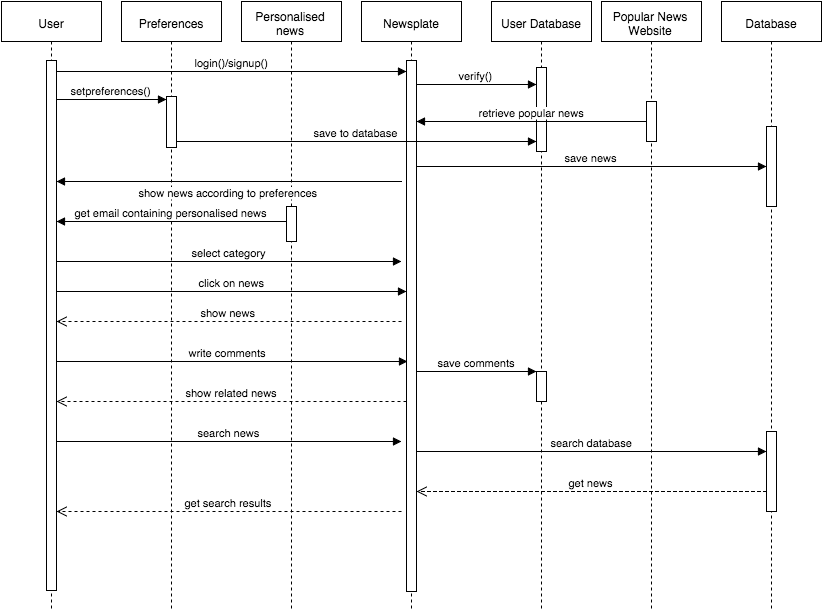 User
Preferences
Personalised
news
Newsplate
User Database
Popular News
Website
Database
login()/signup()
verify()
setpreferences()
retrieve popular news
save to database
save news
show news according to preferences
get email containing personalised news
select category
click on news
show news
write comments
save comments
show related news
search news
search database
get news
get search results